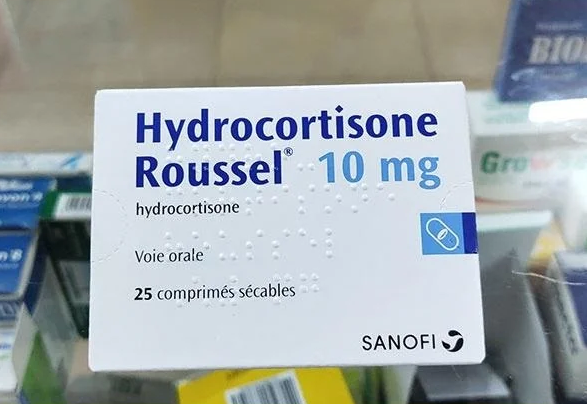 Hydrocortisone
Roussel® 10 mg
hydrocortisone
Voie orale
25 comprimés sécables
SANOFI